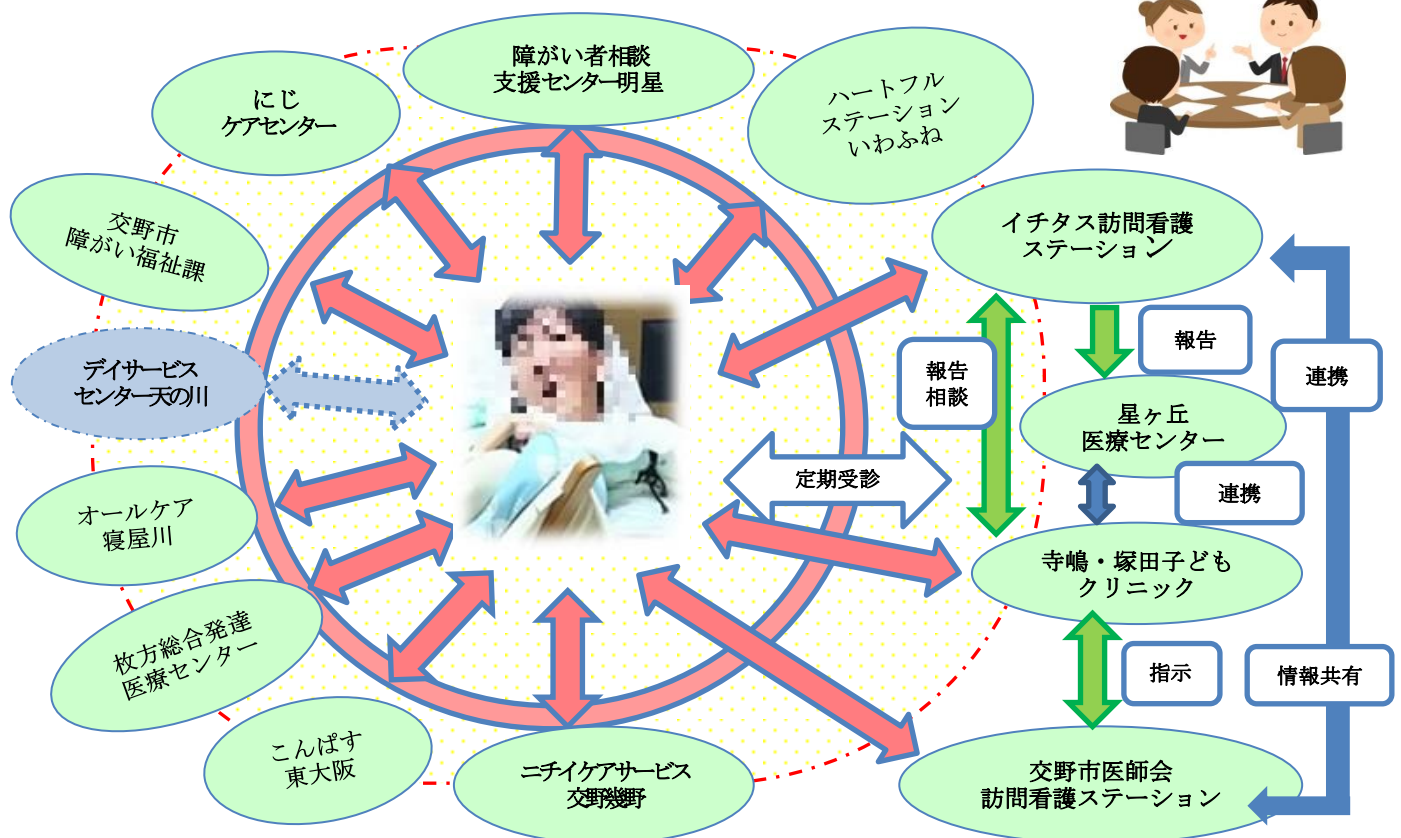 障がい者相談
支援センター明星
にじ
ケアセンター
ハートフル
ステーション
いわふね
交野市
障がい福祉課
イチタス訪問看護
ステーション
デイサービス
センター天の川
報告
相談
報告
連携
星ヶ丘
医療センター
定期受診
連携
オールケア
寝屋川
寺嶋・塚田子ども
クリニック
枚方総合発達
医療センター
指示
情報共有
こんぱす
東大阪
ニチイケアサービス
交野幾野
交野市医師会
訪問看護ステーション